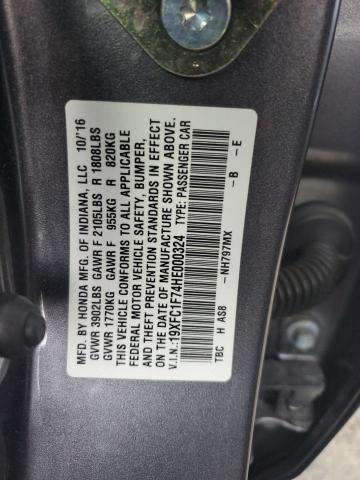 MFD. BY HONDA MFG. OF INDIANA, LLC 10/'16
GVWR 3902LBS GAWR F 2105LBS R 1808LBS
GVWR 1770KG GAWR F 955KG R 820KG
THIS VEHICLE CONFORMS TO ALL APPLICABLE
FEDERAL MOTOR VEHICLE SAFETY, BUMPER,
AND THEFT PREVENTION STANDARDS IN EFFECT
ON THE DATE OF MANUFACTURE SHOWN ABOVE.
V.I.N.:19XFC1F74HE000324 TYPE: PASSENGER CAR
TBC H AS8 -NH797MX -B -E